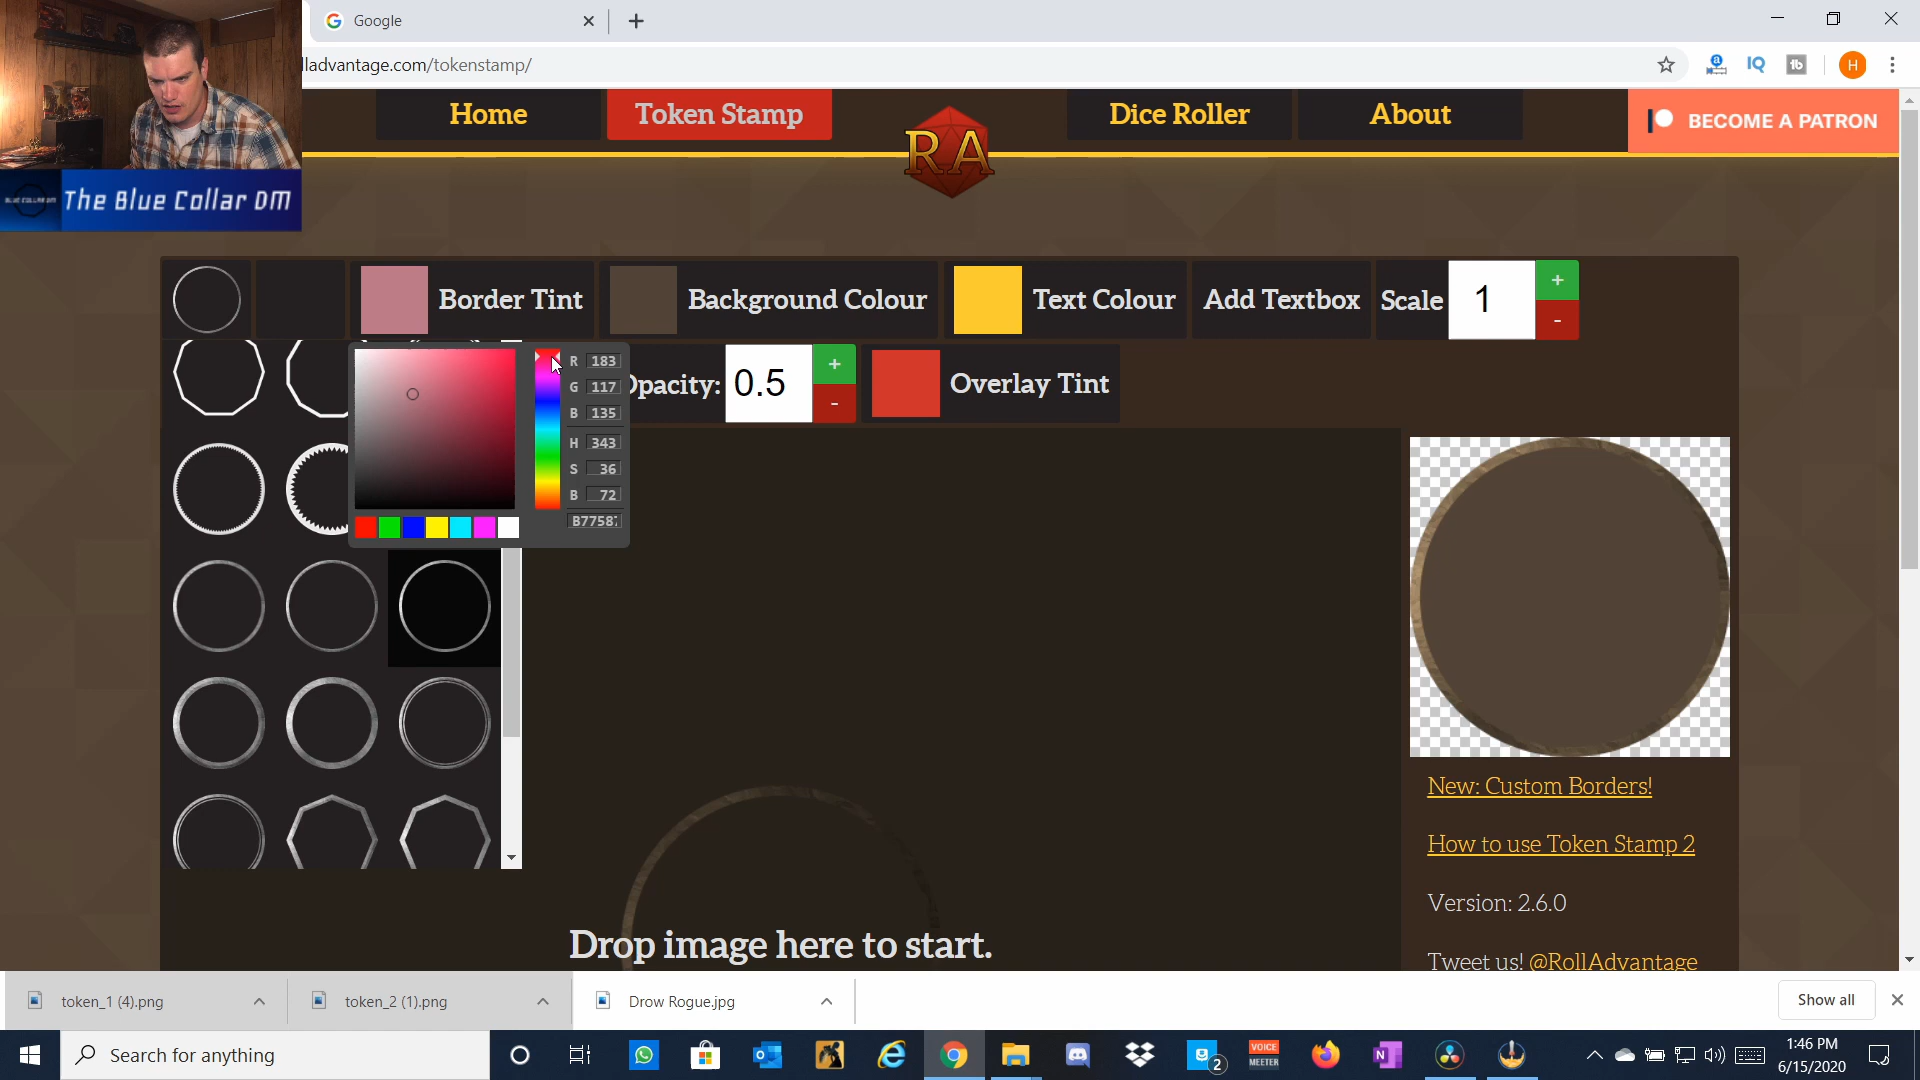 Google
lladvantage.com/tokenstamp/
Home
Token Stamp
RA
Dice Roller
About
BECOME A PATRON
The Blue Collar DM
Border Tint
Background Colour
Text Colour
Add Textbox
Scale
1
+
-
R 183
G 117
B 135
H 343
S 36
B 72
B7758
pacity:
0.5
+
-
Overlay Tint
New: Custom Borders!
How to use Token Stamp 2
Version: 2.6.0
Tweet us! @RollAdvantage
Drop image here to start.
token_1 (4).png
token_2 (1).png
Drow Rogue.jpg
Show all
Search for anything
2
VOICE
MEETER
1:46 PM
6/15/2020